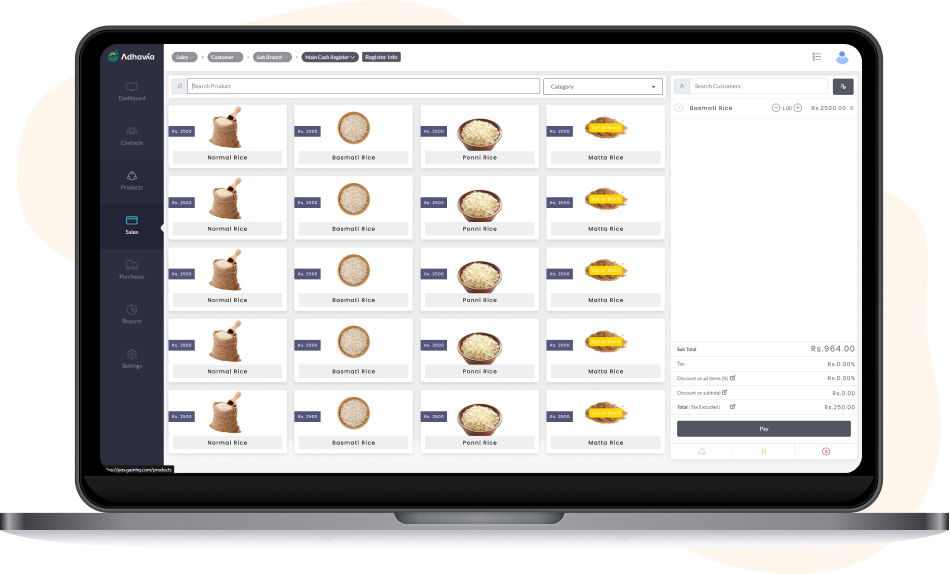 Adhavía
Sales
Customer
Sub Branch
Main Cash Register
Register Info
Dashboard
Contacts
Products
Sales
Purchases
Reports
Settings
Search Product
Category
Rs. 2500
Normal Rice
Rs. 2500
Basmati Rice
Rs. 2500
Ponni Rice
Rs. 2500
Out of Stock
Matta Rice
Rs. 2500
Normal Rice
Rs. 2500
Basmati Rice
Rs. 2500
Ponni Rice
Rs. 2500
Out of Stock
Matta Rice
Rs. 2500
Normal Rice
Rs. 2500
Basmati Rice
Rs. 2500
Ponni Rice
Rs. 2500
Out of Stock
Matta Rice
Rs. 2500
Normal Rice
Rs. 2500
Basmati Rice
Rs. 2500
Ponni Rice
Rs. 2500
Out of Stock
Matta Rice
Rs. 2500
Normal Rice
Rs. 2500
Basmati Rice
Rs. 2500
Ponni Rice
Rs. 2500
Out of Stock
Matta Rice
Search Customers
Basmati Rice 1.00 Rs.2500.00
Sub Total Rs.964.00
Tax Rs.0.00%
Discount on all items (%) Rs.0.00%
Discount on subtotal Rs.0.00
Total ( Tax Excluded ) Rs.250.00
Pay